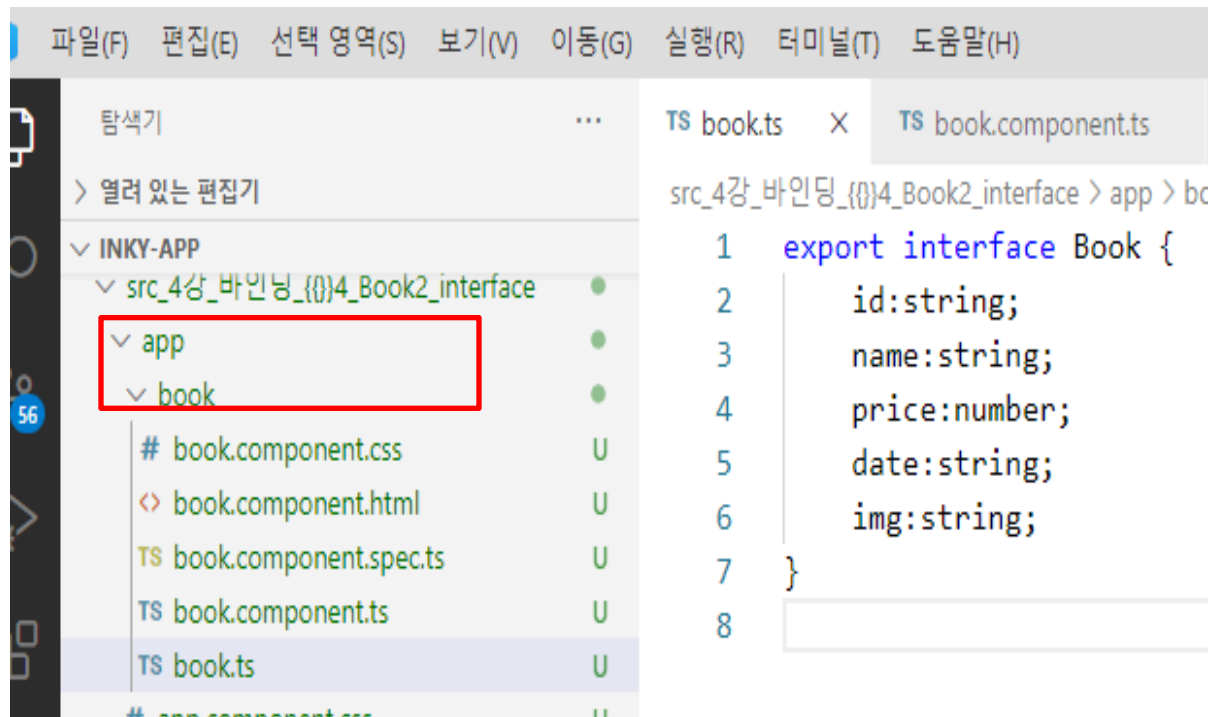 파일(F) 편집(E) 선택 영역(S) 보기(V) 이동(G) 실행(R) 터미널(T) 도움말(H)
탐색기 ···
> 열려 있는 편집기
INKY-APP
src_4강_바인딩_{{}}4_Book2_interface
app
book
# book.component.css U
<> book.component.html U
TS book.component.spec.ts U
TS book.component.ts U
TS book.ts U
# app.component.css U
56
TS book.ts × TS book.component.ts
src_4강_바인딩_{{}}4_Book2_interface > app > bo
1 export interface Book {
2 id:string;
3 name:string;
4 price:number;
5 date:string;
6 img:string;
7 }
8